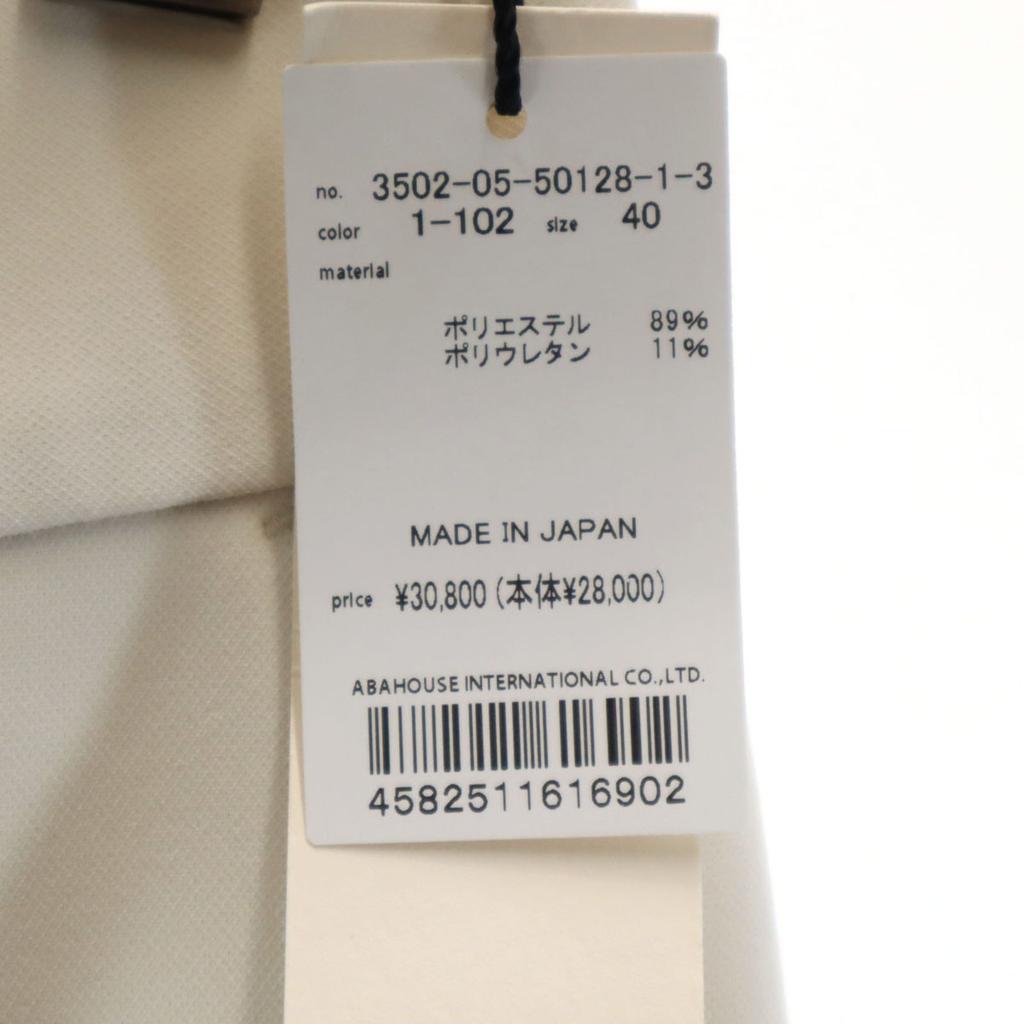 no. 3502-05-50128-1-3
color 1-102 size 40
material
ポリエステル 89%
ポリウレタン 11%
MADE IN JAPAN
price ¥30,800 (本体¥28,000)
ABAHOUSE INTERNATIONAL CO.,LTD.
4582511616902